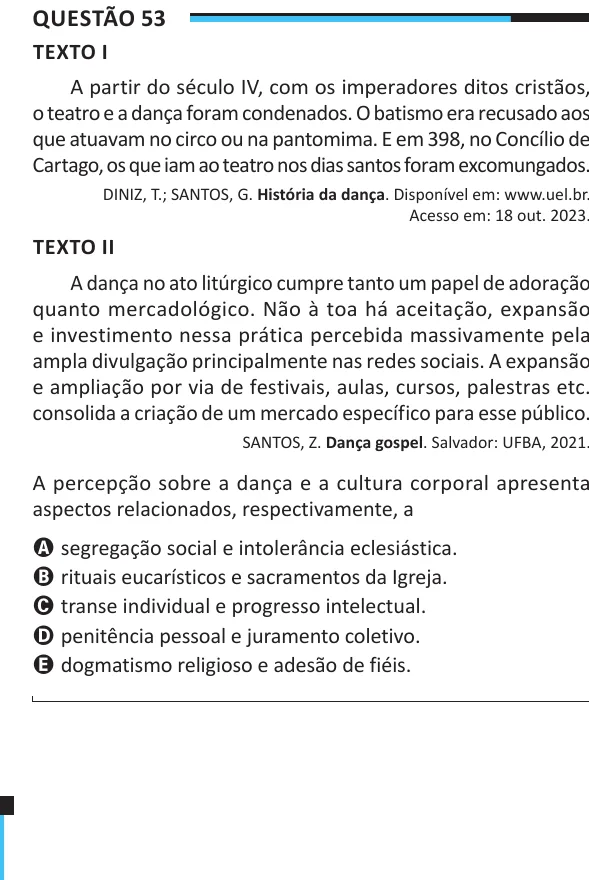 QUESTÃO 53
TEXTO I
A partir do século IV, com os imperadores ditos cristãos,
o teatro e a dança foram condenados. O batismo era recusado aos
que atuavam no circo ou na pantomima. E em 398, no Concílio de
Cartago, os que iam ao teatro nos dias santos foram excomungados.
DINIZ, T.; SANTOS, G. História da dança. Disponível em: www.uel.br.
Acesso em: 18 out. 2023.
TEXTO II
A dança no ato litúrgico cumpre tanto um papel de adoração
quanto mercadológico. Não à toa há aceitação, expansão
e investimento nessa prática percebida massivamente pela
ampla divulgação principalmente nas redes sociais. A expansão
e ampliação por via de festivais, aulas, cursos, palestras etc.
consolida a criação de um mercado específico para esse público.
SANTOS, Z. Dança gospel. Salvador: UFBA, 2021.
A percepção sobre a dança e a cultura corporal apresenta
aspectos relacionados, respectivamente, a
A segregação social e intolerância eclesiástica.
B rituais eucarísticos e sacramentos da Igreja.
C transe individual e progresso intelectual.
D penitência pessoal e juramento coletivo.
E dogmatismo religioso e adesão de fiéis.